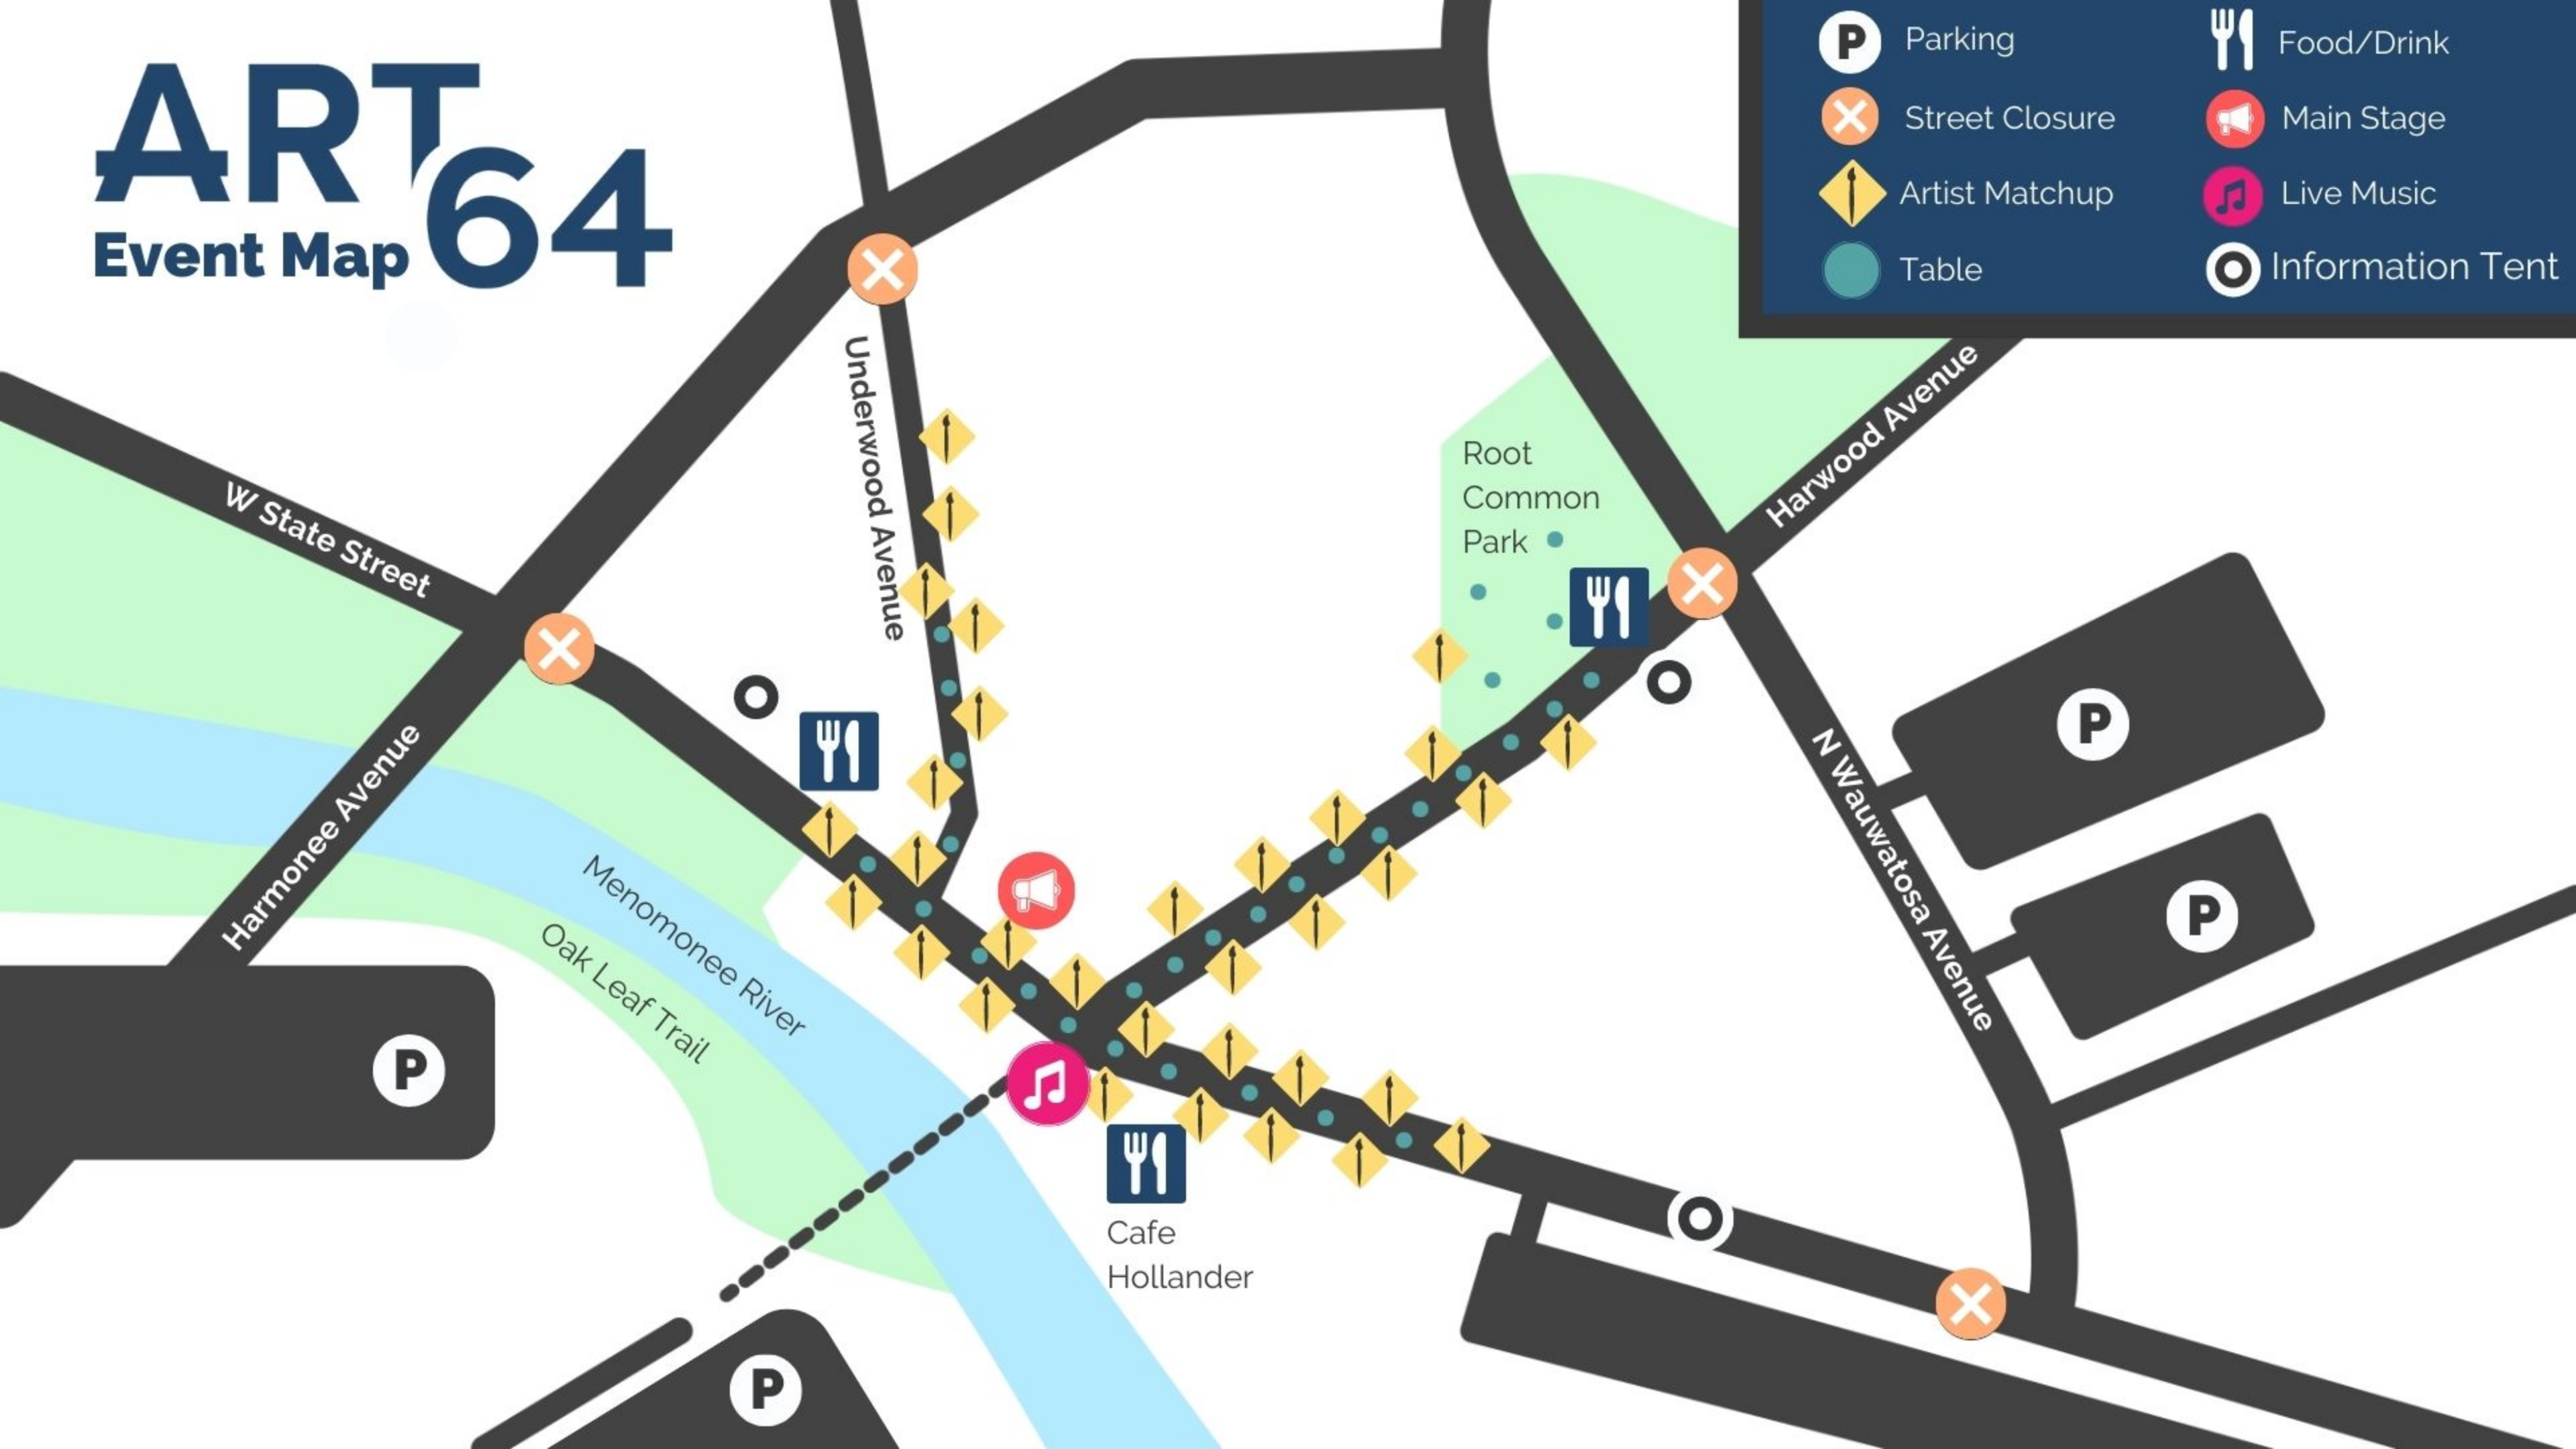 ART
64
Event Map
Parking
Food/Drink
Street Closure
Main Stage
Artist Matchup
Live Music
Table
Information Tent
P
Underwood Avenue
Harwood Avenue
W State Street
Root
Common
Park
Harmonee Avenue
N Wauwatosa Avenue
P
P
Menomonee River
Oak Leaf Trail
P
Cafe
Hollander
P